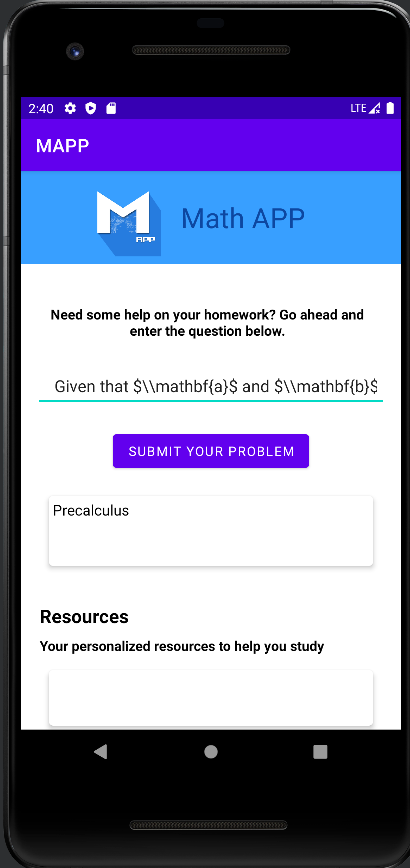 2:40 LTE
MAPP
M APP Math APP
Need some help on your homework? Go ahead and
enter the question below.
Given that $\\mathbf{a}$ and $\\mathbf{b}$
SUBMIT YOUR PROBLEM
Precalculus
Resources
Your personalized resources to help you study